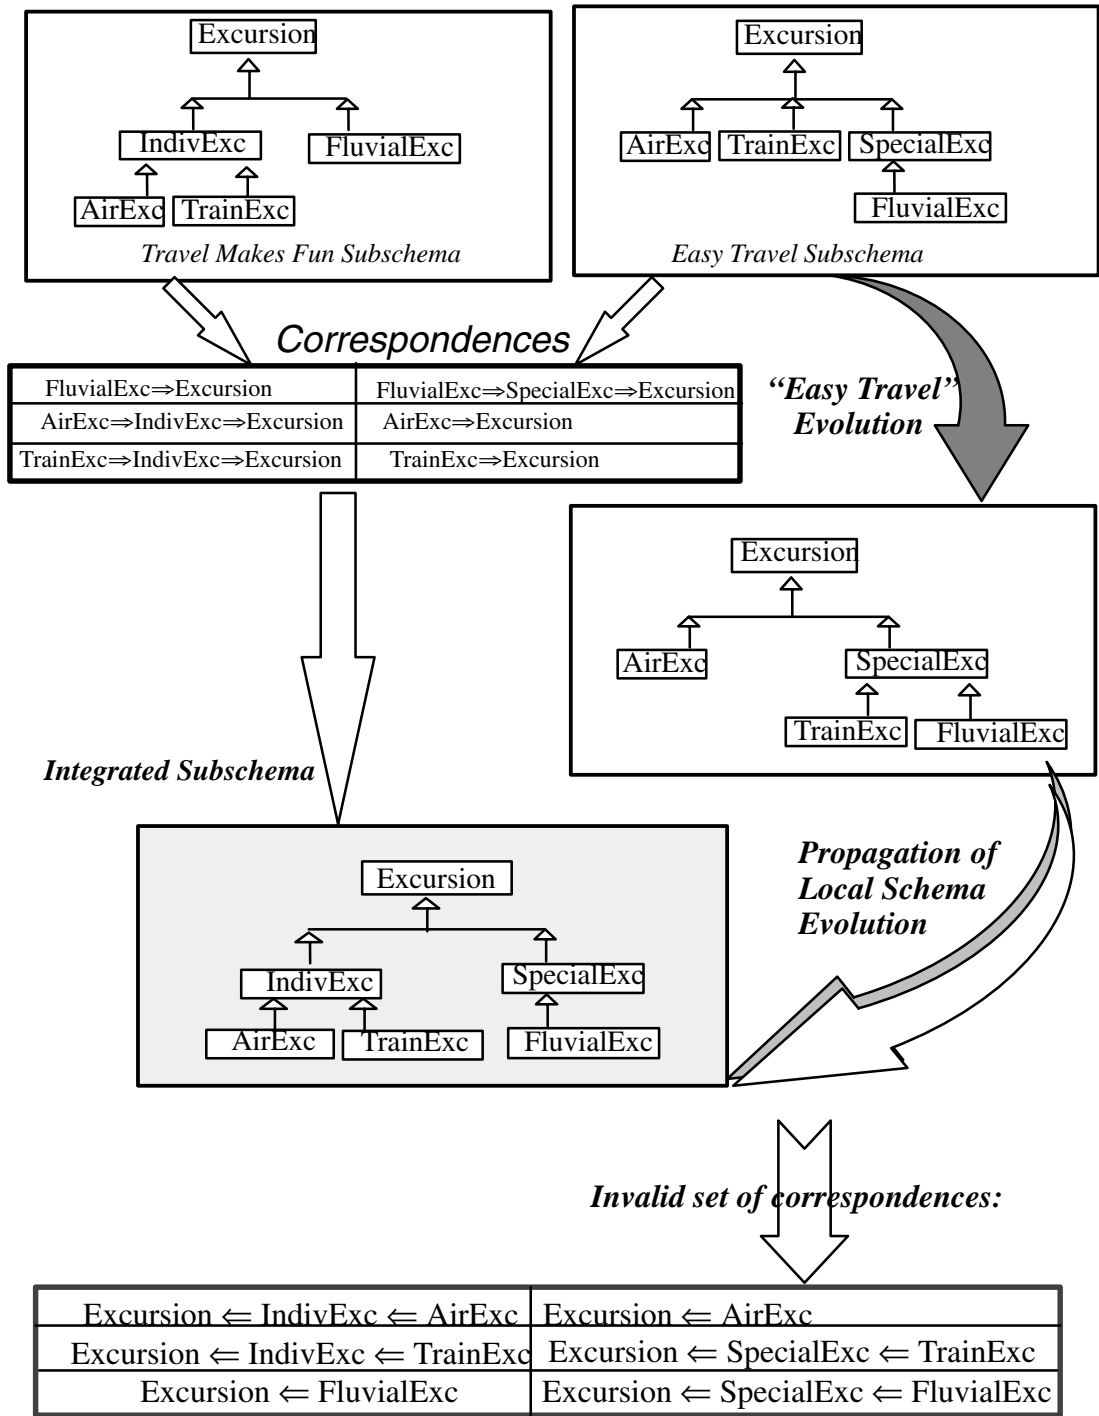 Excursion
IndivExc
FluvialExc
AirExc
TrainExc
Travel Makes Fun Subschema
Excursion
AirExc
TrainExc
SpecialExc
FluvialExc
Easy Travel Subschema
Correspondences
FluvialExc⇒Excursion
FluvialExc⇒SpecialExc⇒Excursion
AirExc⇒IndivExc⇒Excursion
AirExc⇒Excursion
TrainExc⇒IndivExc⇒Excursion
TrainExc⇒Excursion
“Easy Travel”
Evolution
Excursion
AirExc
SpecialExc
TrainExc
FluvialExc
Integrated Subschema
Excursion
IndivExc
SpecialExc
AirExc
TrainExc
FluvialExc
Propagation of
Local Schema
Evolution
Invalid set of correspondences:
Excursion ⇐ IndivExc ⇐ AirExc
Excursion ⇐ AirExc
Excursion ⇐ IndivExc ⇐ TrainExc
Excursion ⇐ SpecialExc ⇐ TrainExc
Excursion ⇐ FluvialExc
Excursion ⇐ SpecialExc ⇐ FluvialExc